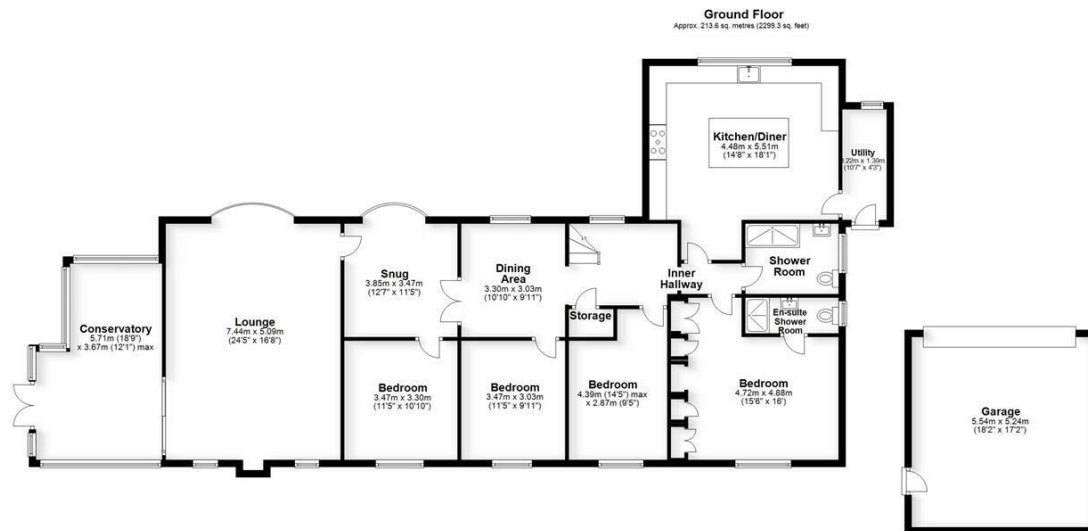 Ground Floor
Approx. 213.6 sq. metres (2299.3 sq. feet)
Kitchen/Diner
4.48m x 5.51m
(14'8" x 18'1")
Utility
3.22m x 1.30m
(10'7" x 4'3")
Snug
3.85m x 3.47m
(12'7" x 11'5")
Dining
Area
3.30m x 3.03m
(10'10" x 9'11")
Inner
Hallway
Shower
Room
Storage
En-suite
Shower
Room
Conservatory
5.71m (18'9")
x 3.67m (12'1") max
Lounge
7.44m x 5.09m
(24'5" x 16'8")
Bedroom
3.47m x 3.30m
(11'5" x 10'10")
Bedroom
3.47m x 3.03m
(11'5" x 9'11")
Bedroom
4.39m (14'5") max
x 2.87m (9'5")
Bedroom
4.72m x 4.88m
(15'6" x 16')
Garage
5.54m x 5.24m
(18'2" x 17'2")